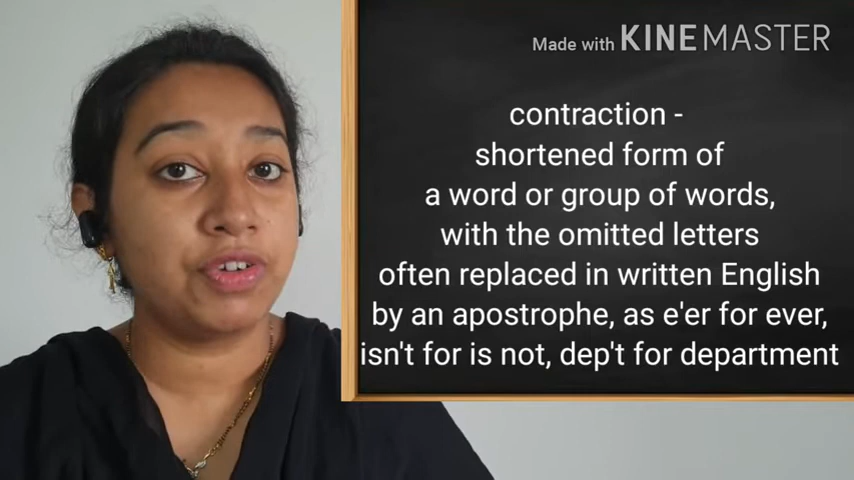 Made with KINEMASTER
contraction -
shortened form of
a word or group of words,
with the omitted letters
often replaced in written English
by an apostrophe, as e'er for ever,
isn't for is not, dep't for department